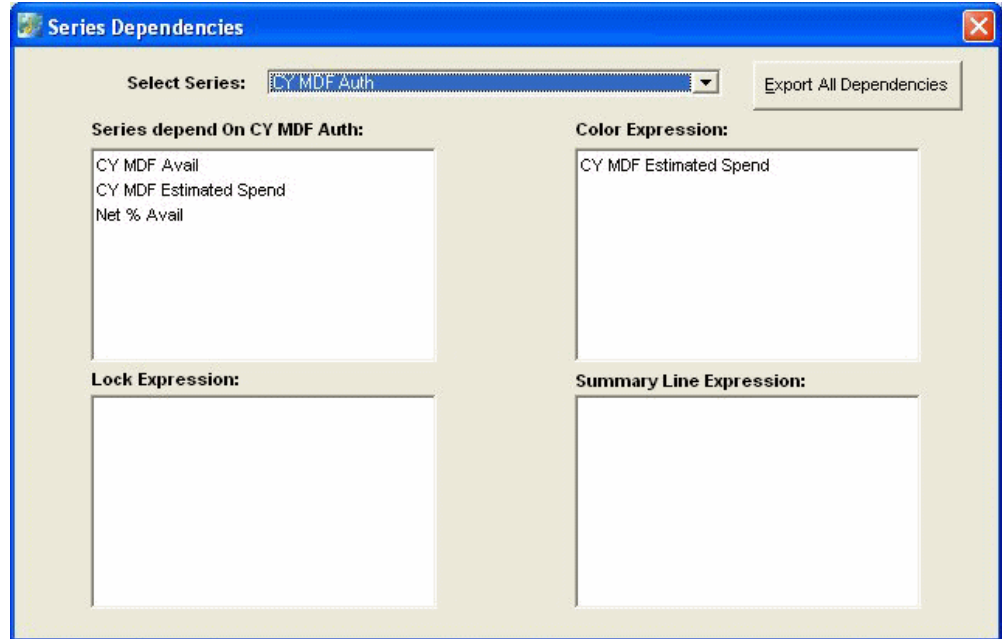 Series Dependencies
Select Series: CY MDF Auth Export All Dependencies
Series depend On CY MDF Auth:
CY MDF Avail
CY MDF Estimated Spend
Net % Avail
Color Expression:
CY MDF Estimated Spend
Lock Expression:
Summary Line Expression: